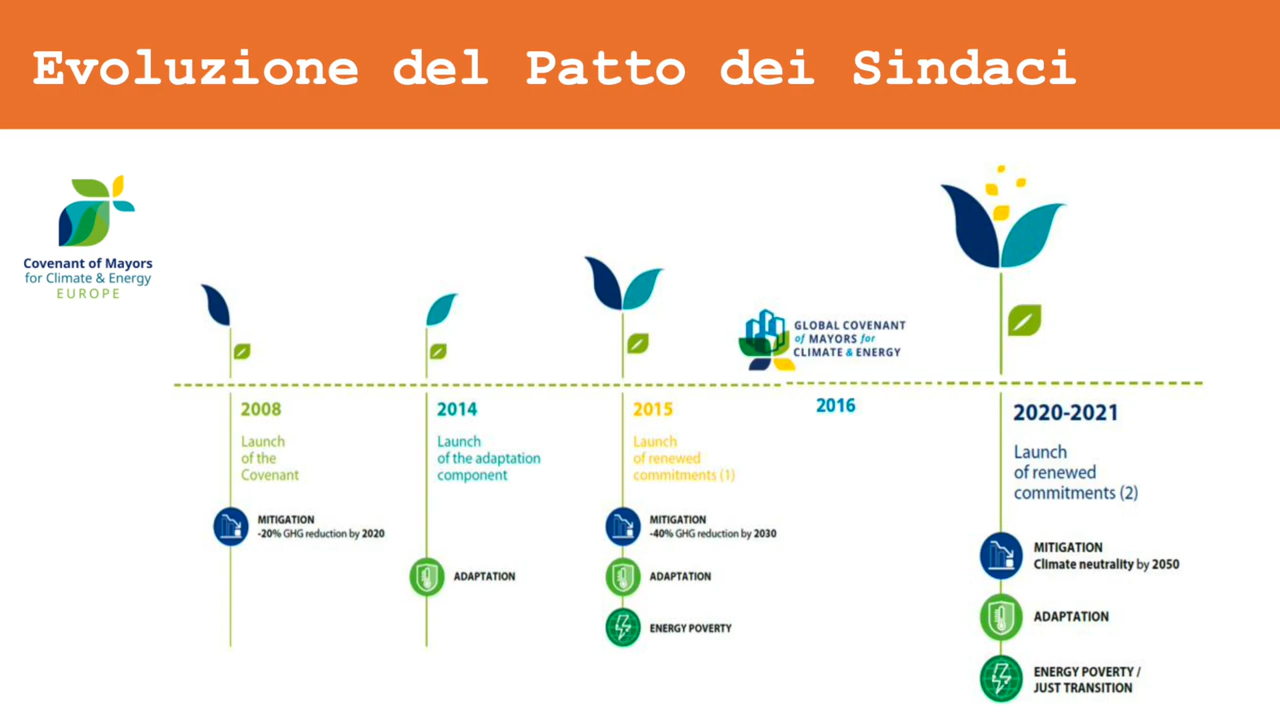 Evoluzione del Patto dei Sindaci
Covenant of Mayors
for Climate & Energy
EUROPE
GLOBAL COVENANT
of MAYORS for
CLIMATE & ENERGY
2008
Launch
of the
Covenant
MITIGATION
-20% GHG reduction by 2020
2014
Launch
of the adaptation
component
ADAPTATION
2015
Launch
of renewed
commitments (1)
MITIGATION
-40% GHG reduction by 2030
ADAPTATION
ENERGY POVERTY
2016
2020-2021
Launch
of renewed
commitments (2)
MITIGATION
Climate neutrality by 2050
ADAPTATION
ENERGY POVERTY /
JUST TRANSITION